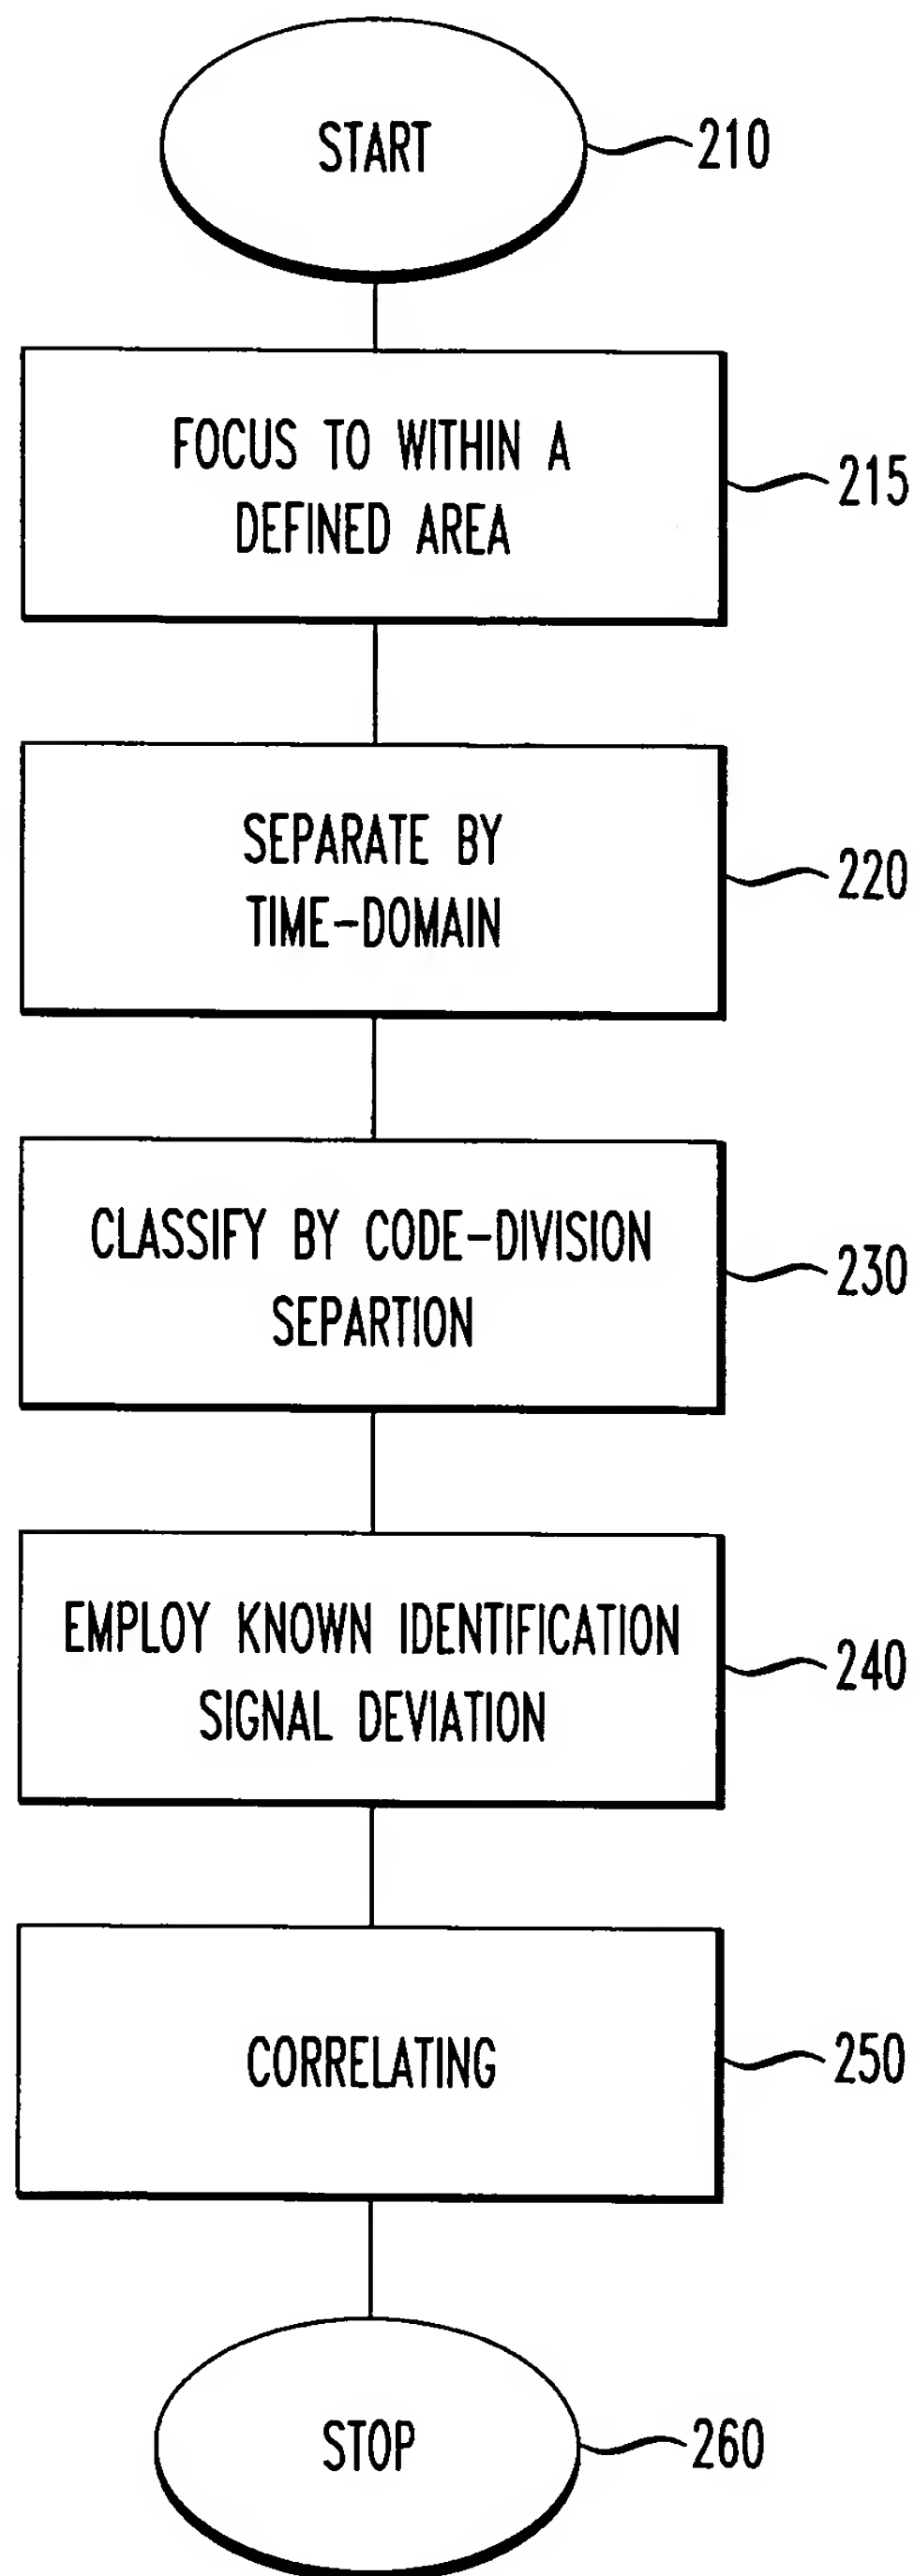 START
210
FOCUS TO WITHIN A
DEFINED AREA
215
SEPARATE BY
TIME-DOMAIN
220
CLASSIFY BY CODE-DIVISION
SEPARTION
230
EMPLOY KNOWN IDENTIFICATION
SIGNAL DEVIATION
240
CORRELATING
250
STOP
260